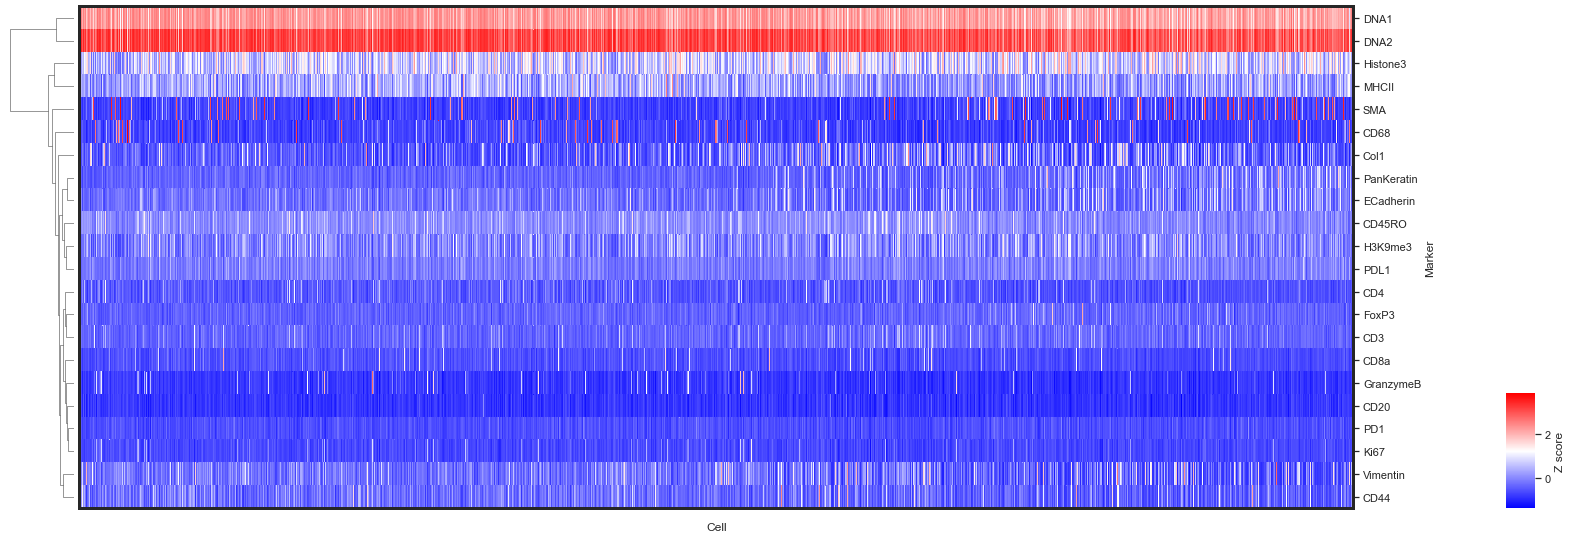 DNA1
DNA2
Histone3
MHCII
SMA
CD68
Col1
PanKeratin
ECadherin
CD45RO
H3K9me3
PDL1
CD4
FoxP3
CD3
CD8a
GranzymeB
CD20
PD1
Ki67
Vimentin
CD44
Marker
Cell
2
0
Z score